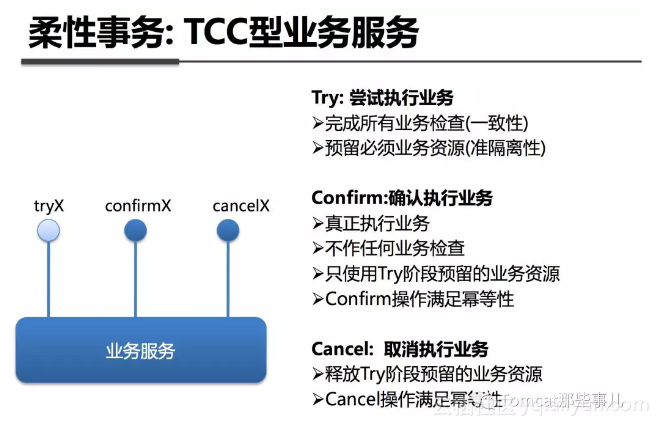 柔性事务: TCC型业务服务
Try: 尝试执行业务
➢完成所有业务检查(一致性)
➢预留必须业务资源(准隔离性)
tryX confirmX cancelX
Confirm:确认执行业务
➢真正执行业务
➢不作任何业务检查
➢只使用Try阶段预留的业务资源
➢Confirm操作满足幂等性
业务服务
Cancel: 取消执行业务
➢释放Try阶段预留的业务资源
➢Cancel操作满足幂等性
Tomcat那些事儿